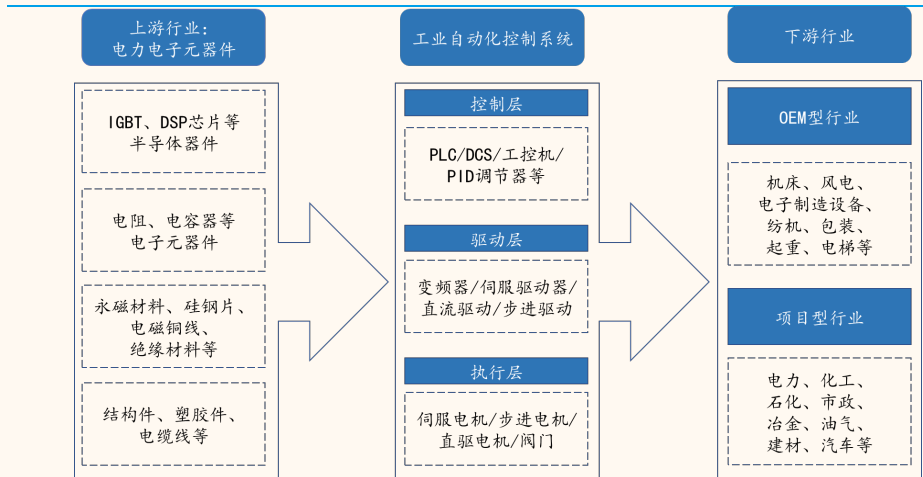 上游行业：
电力电子元器件
IGBT、DSP芯片等
半导体器件
电阻、电容器等
电子元器件
永磁材料、硅钢片、
电磁铜线、
绝缘材料等
结构件、塑胶件、
电缆线等
工业自动化控制系统
控制层
PLC/DCS/工控机/
PID调节器等
驱动层
变频器/伺服驱动器/
直流驱动/步进驱动
执行层
伺服电机/步进电机/
直驱电机/阀门
下游行业
OEM型行业
机床、风电、
电子制造设备、
纺机、包装、
起重、电梯等
项目型行业
电力、化工、
石化、市政、
冶金、油气、
建材、汽车等